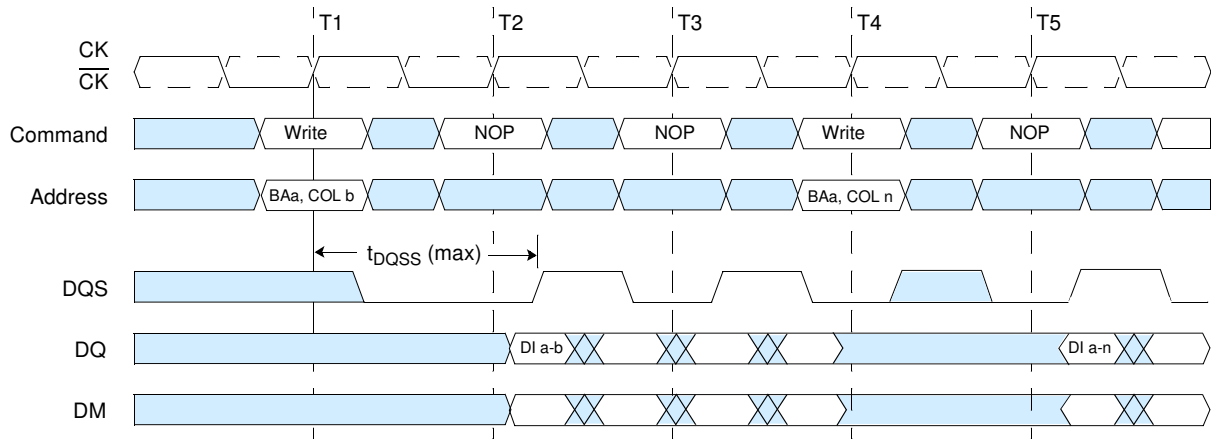 T1 T2 T3 T4 T5
CK
CK
Command Write NOP NOP Write NOP
Address BAa, COL b BAa, COL n
tDQSS (max)
DQS
DQ DI a-b DI a-n
DM